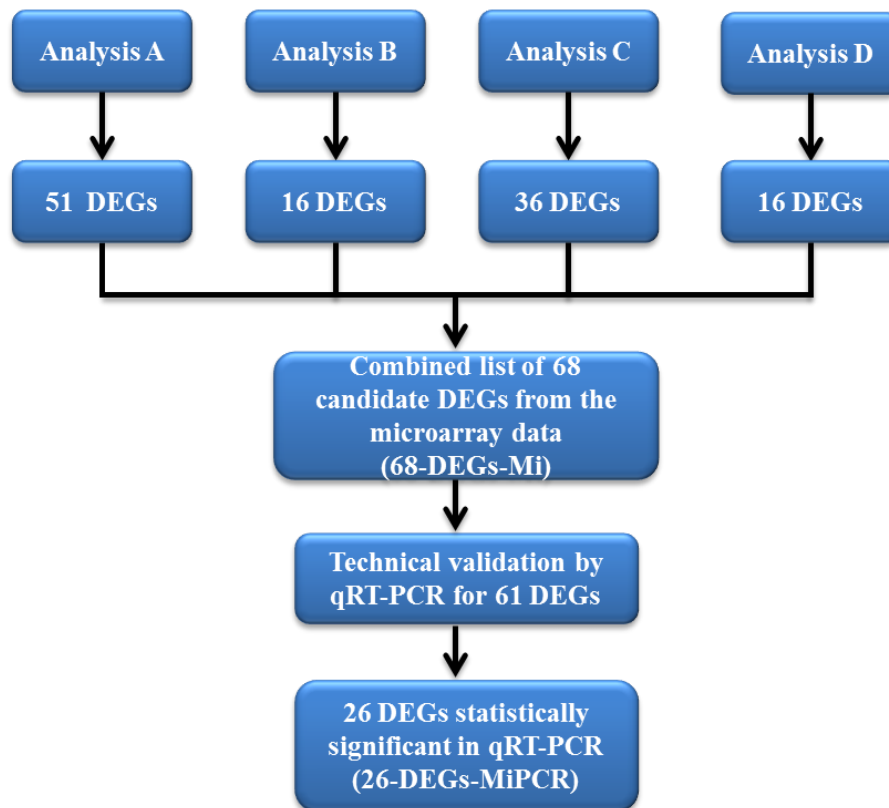 Analysis A
Analysis B
Analysis C
Analysis D
51 DEGs
16 DEGs
36 DEGs
16 DEGs
Combined list of 68
candidate DEGs from the
microarray data
(68-DEGs-Mi)
Technical validation by
qRT-PCR for 61 DEGs
26 DEGs statistically
significant in qRT-PCR
(26-DEGs-MiPCR)